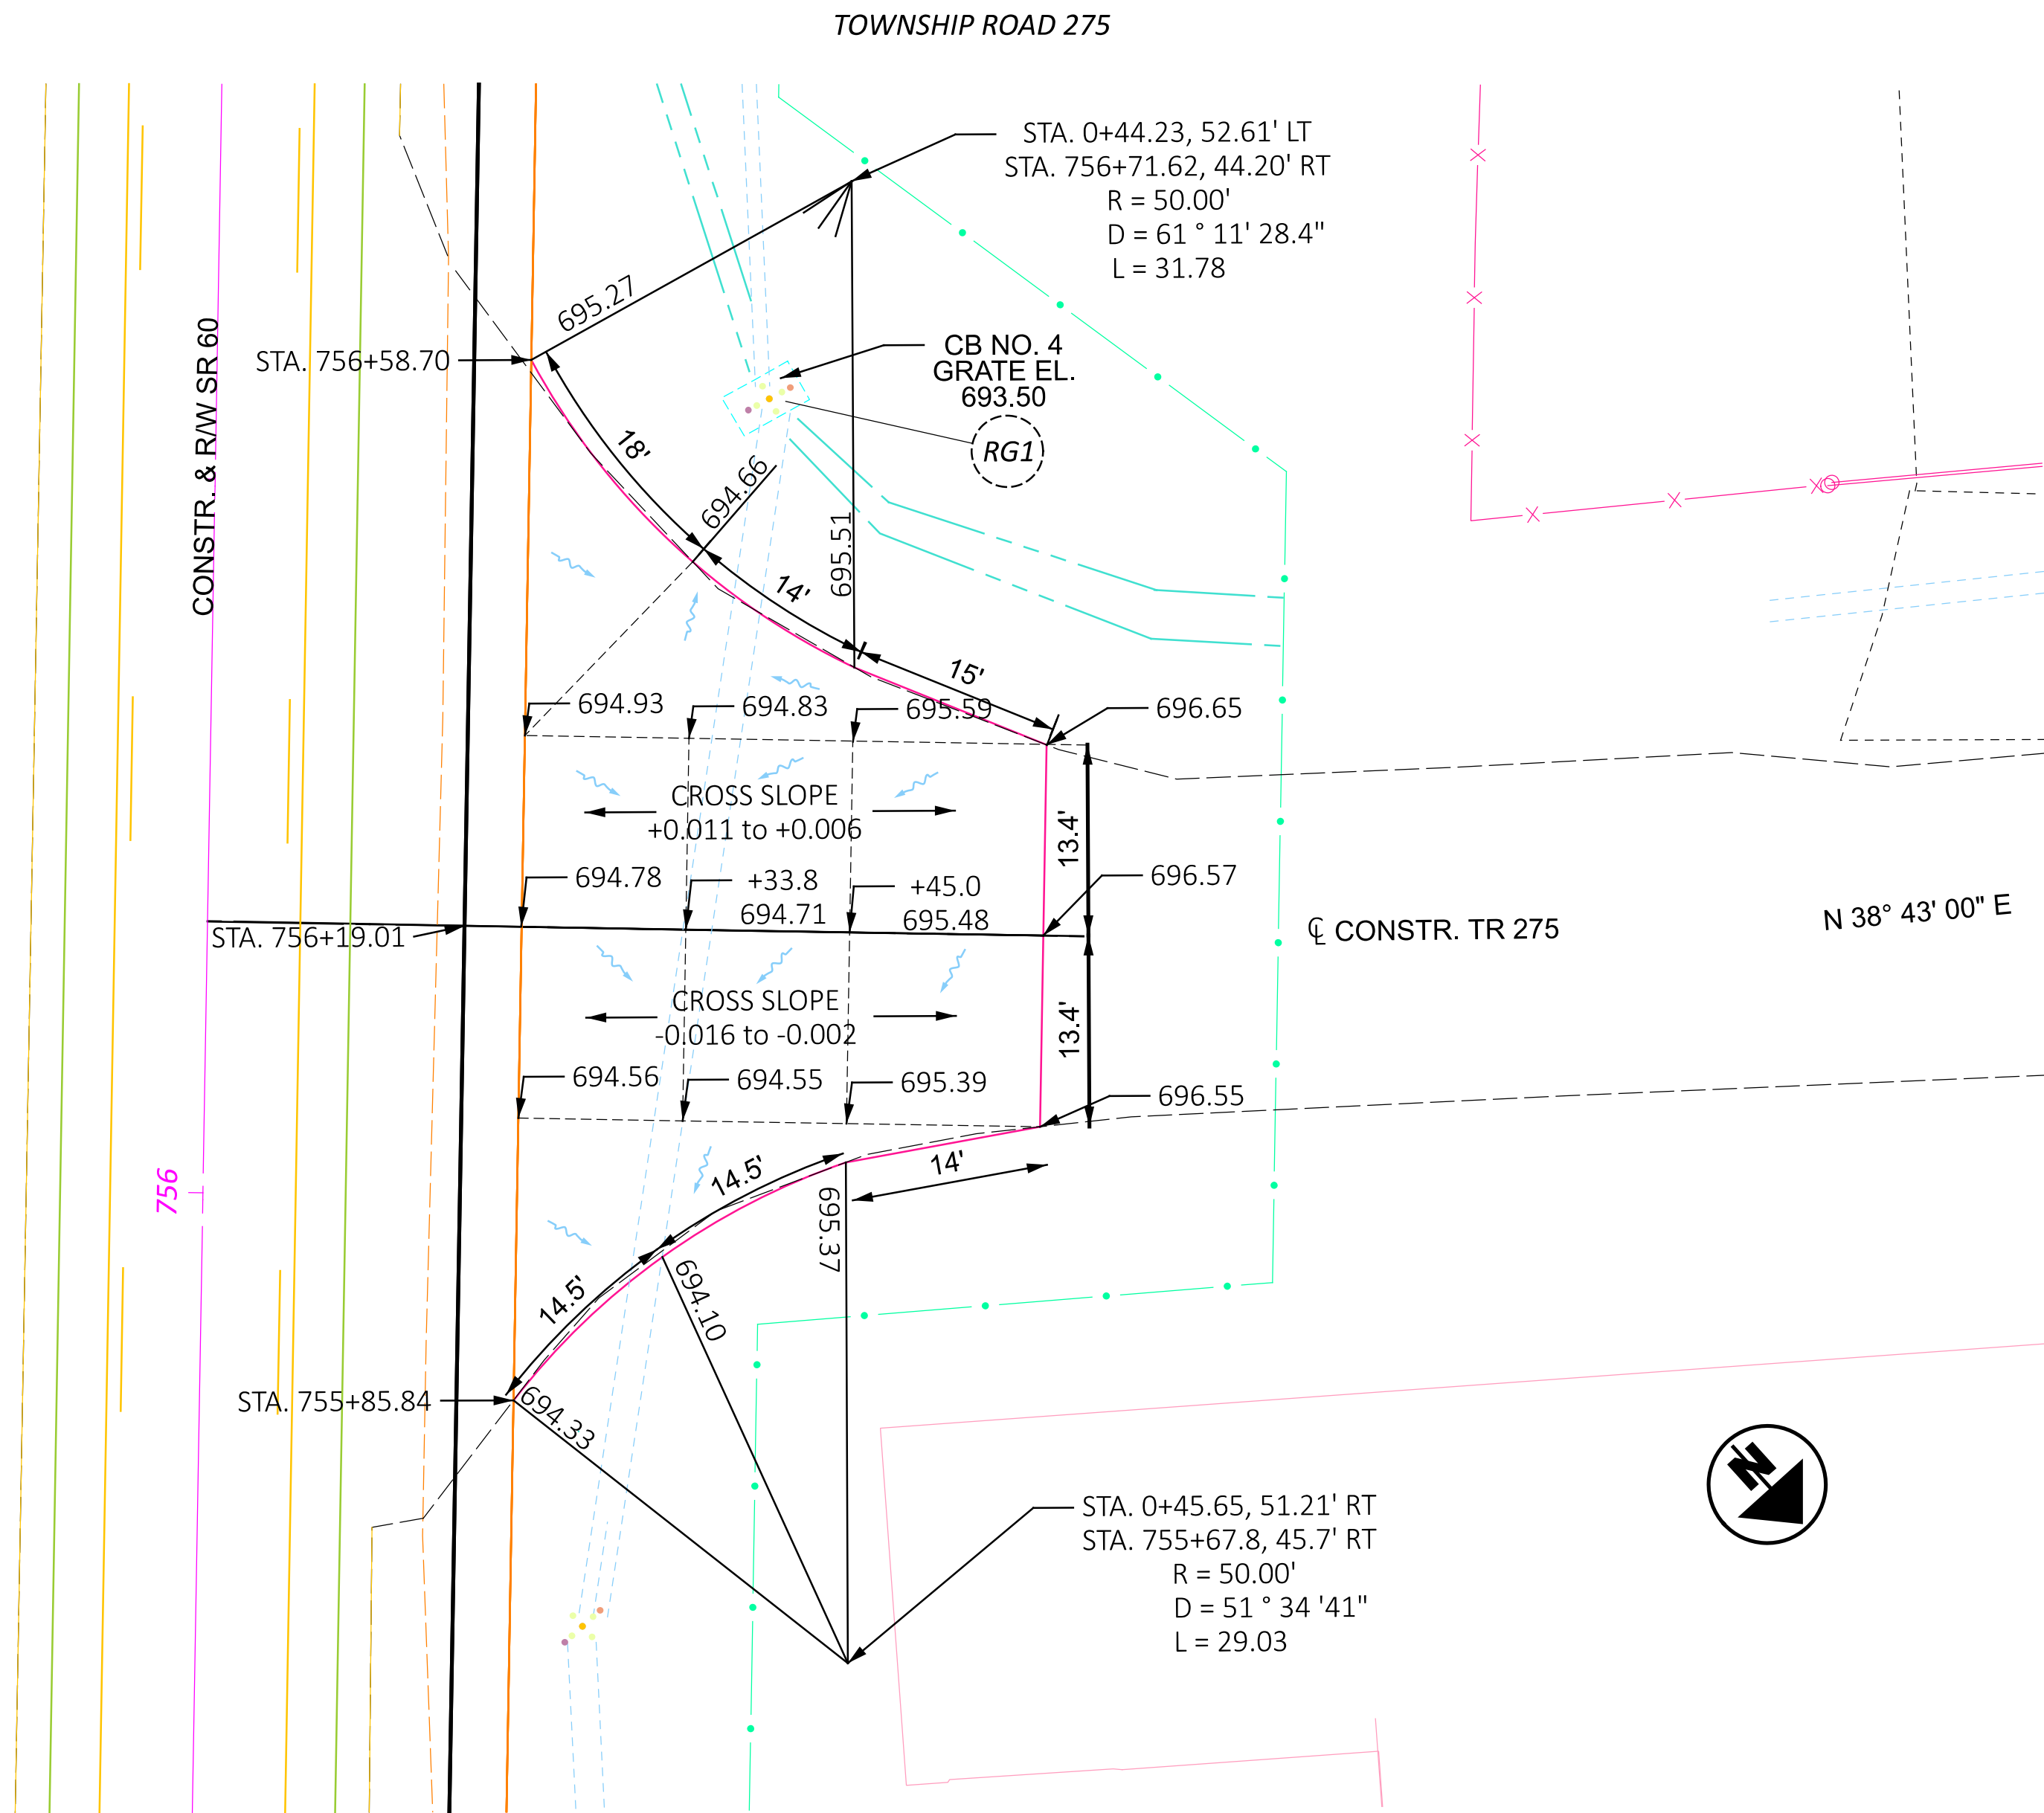 TOWNSHIP ROAD 275
STA. 0+44.23, 52.61' LT
STA. 756+71.62, 44.20' RT
R = 50.00'
D = 61 ° 11' 28.4"
L = 31.78
695.27
CONSTR. & R/W SR 60
STA. 756+58.70
CB NO. 4
GRATE EL.
693.50
RG1
18'
694.66
695.51
14'
15'
694.93
694.83
695.59
696.65
CROSS SLOPE
+0.011 to +0.006
13.4'
694.78
+33.8
694.71
+45.0
695.48
696.57
STA. 756+19.01
℄ CONSTR. TR 275
N 38° 43' 00" E
CROSS SLOPE
-0.016 to -0.002
13.4'
694.56
694.55
695.39
696.55
756
14.5'
14'
695.37
14.5'
694.10
STA. 755+85.84
694.33
N
STA. 0+45.65, 51.21' RT
STA. 755+67.8, 45.7' RT
R = 50.00'
D = 51 ° 34 '41"
L = 29.03